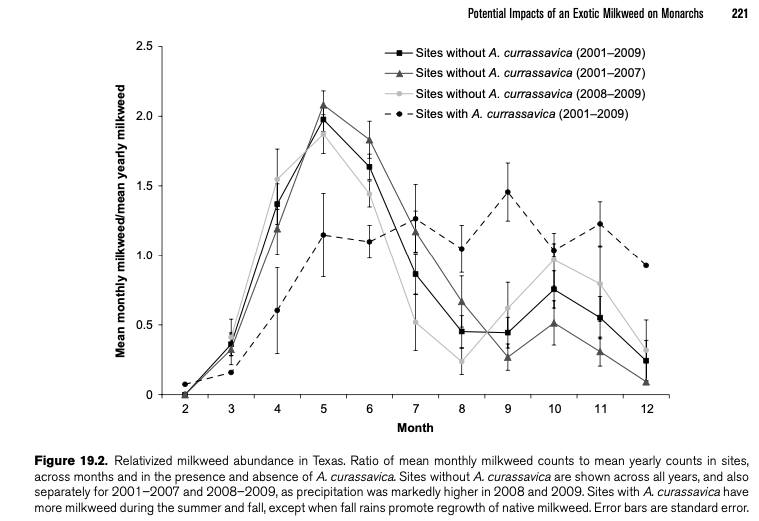 Potential Impacts of an Exotic Milkweed on Monarchs 221
2.5
2.0
1.5
1.0
0.5
0
Mean monthly milkweed/mean yearly milkweed
Sites without A. currassavica (2001–2009)
Sites without A. currassavica (2001–2007)
Sites without A. currassavica (2008–2009)
Sites with A. currassavica (2001–2009)
2 3 4 5 6 7 8 9 10 11 12
Month
Figure 19.2. Relativized milkweed abundance in Texas. Ratio of mean monthly milkweed counts to mean yearly counts in sites,
across months and in the presence and absence of A. curassavica. Sites without A. curassavica are shown across all years, and also
separately for 2001–2007 and 2008–2009, as precipitation was markedly higher in 2008 and 2009. Sites with A. curassavica have
more milkweed during the summer and fall, except when fall rains promote regrowth of native milkweed. Error bars are standard error.